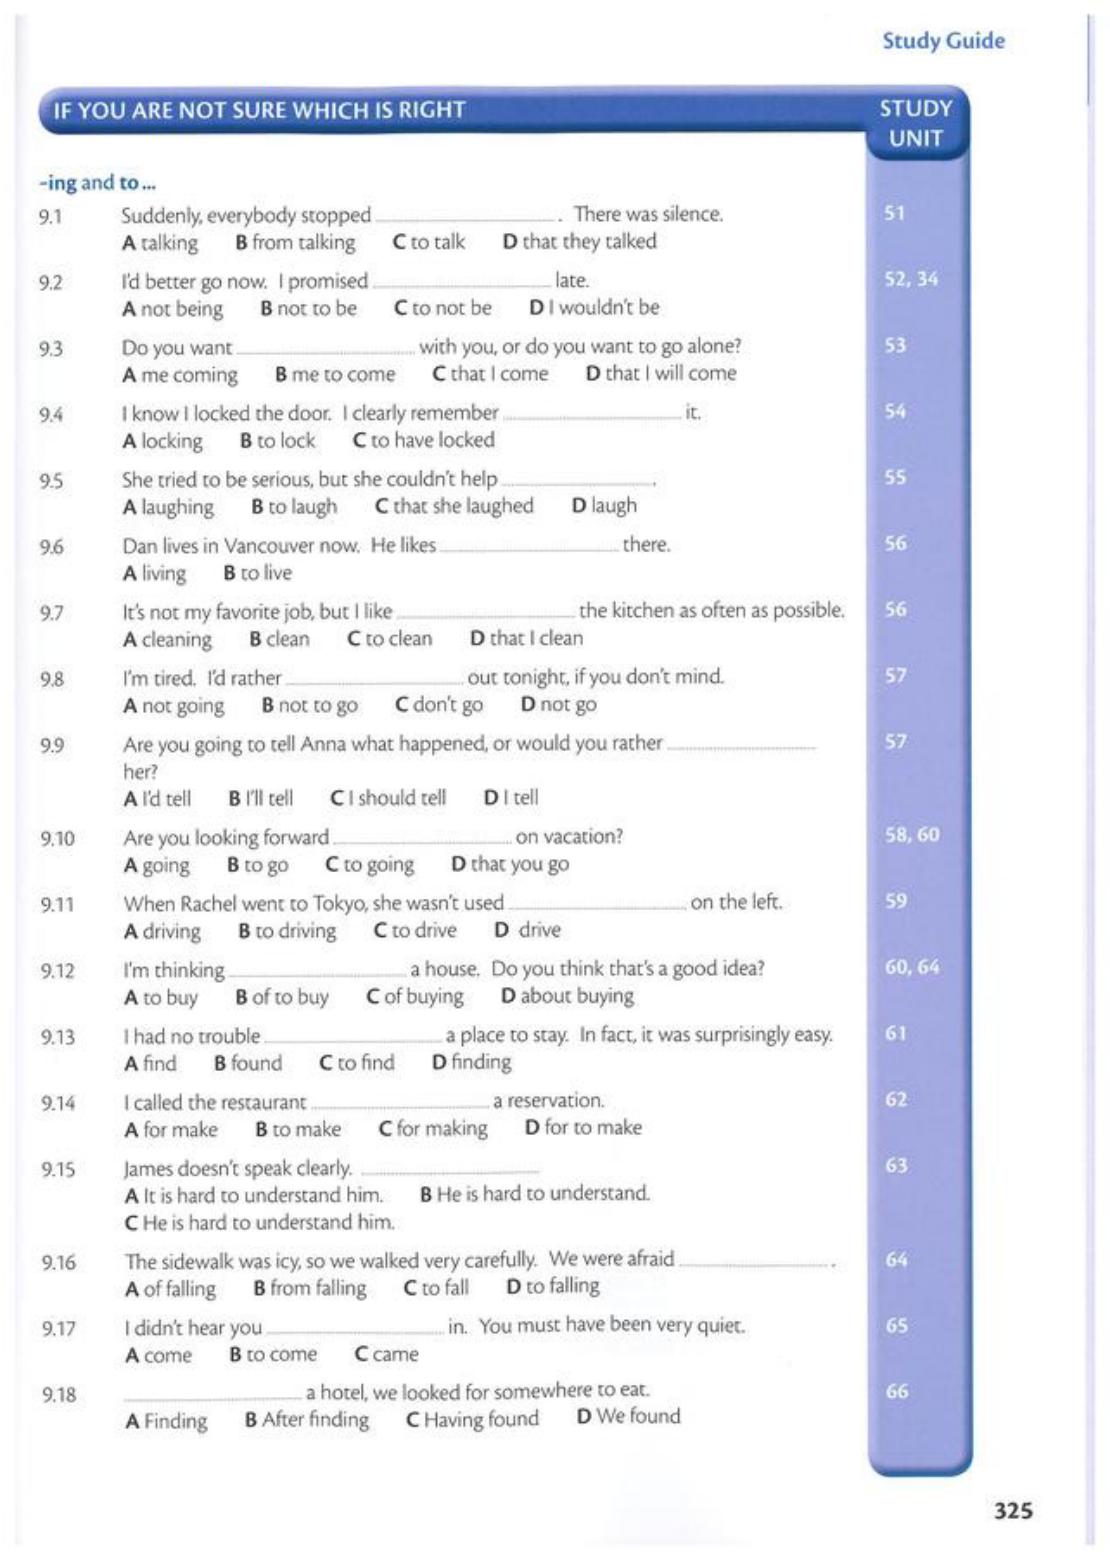 Study Guide
IF YOU ARE NOT SURE WHICH IS RIGHT
STUDY
UNIT
-ing and to...
9.1 Suddenly, everybody stopped ............ . There was silence. 51
A talking B from talking C to talk D that they talked
9.2 I'd better go now. I promised ............ late. 52, 34
A not being B not to be C to not be D I wouldn't be
9.3 Do you want ............ with you, or do you want to go alone? 53
A me coming B me to come C that I come D that I will come
9.4 I know I locked the door. I clearly remember ............ it. 54
A locking B to lock C to have locked
9.5 She tried to be serious, but she couldn't help ............ . 55
A laughing B to laugh C that she laughed D laugh
9.6 Dan lives in Vancouver now. He likes ............ there. 56
A living B to live
9.7 It's not my favorite job, but I like ............ the kitchen as often as possible. 56
A cleaning B clean C to clean D that I clean
9.8 I'm tired. I'd rather ............ out tonight, if you don't mind. 57
A not going B not to go C don't go D not go
9.9 Are you going to tell Anna what happened, or would you rather ............ 57
her?
A I'd tell B I'll tell C I should tell D I tell
9.10 Are you looking forward ............ on vacation? 58, 60
A going B to go C to going D that you go
9.11 When Rachel went to Tokyo, she wasn't used ............ on the left. 59
A driving B to driving C to drive D drive
9.12 I'm thinking ............ a house. Do you think that's a good idea? 60, 64
A to buy B of to buy C of buying D about buying
9.13 I had no trouble ............ a place to stay. In fact, it was surprisingly easy. 61
A find B found C to find D finding
9.14 I called the restaurant ............ a reservation. 62
A for make B to make C for making D for to make
9.15 James doesn't speak clearly. ............ 63
A It is hard to understand him. B He is hard to understand.
C He is hard to understand him.
9.16 The sidewalk was icy, so we walked very carefully. We were afraid ............ . 64
A of falling B from falling C to fall D to falling
9.17 I didn't hear you ............ in. You must have been very quiet. 65
A come B to come C came
9.18 ............ a hotel, we looked for somewhere to eat. 66
A Finding B After finding C Having found D We found
325